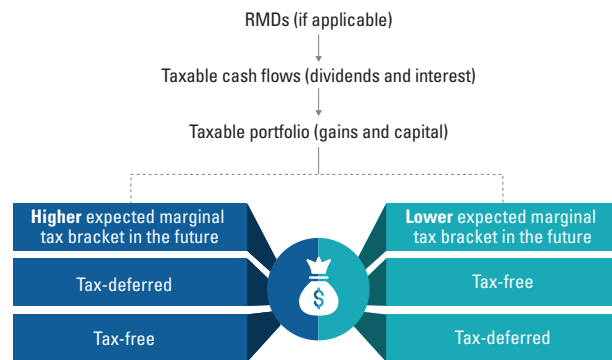 RMDs (if applicable)
Taxable cash flows (dividends and interest)
Taxable portfolio (gains and capital)
Higher expected marginal
tax bracket in the future
Tax-deferred
Tax-free
$
Lower expected marginal
tax bracket in the future
Tax-free
Tax-deferred